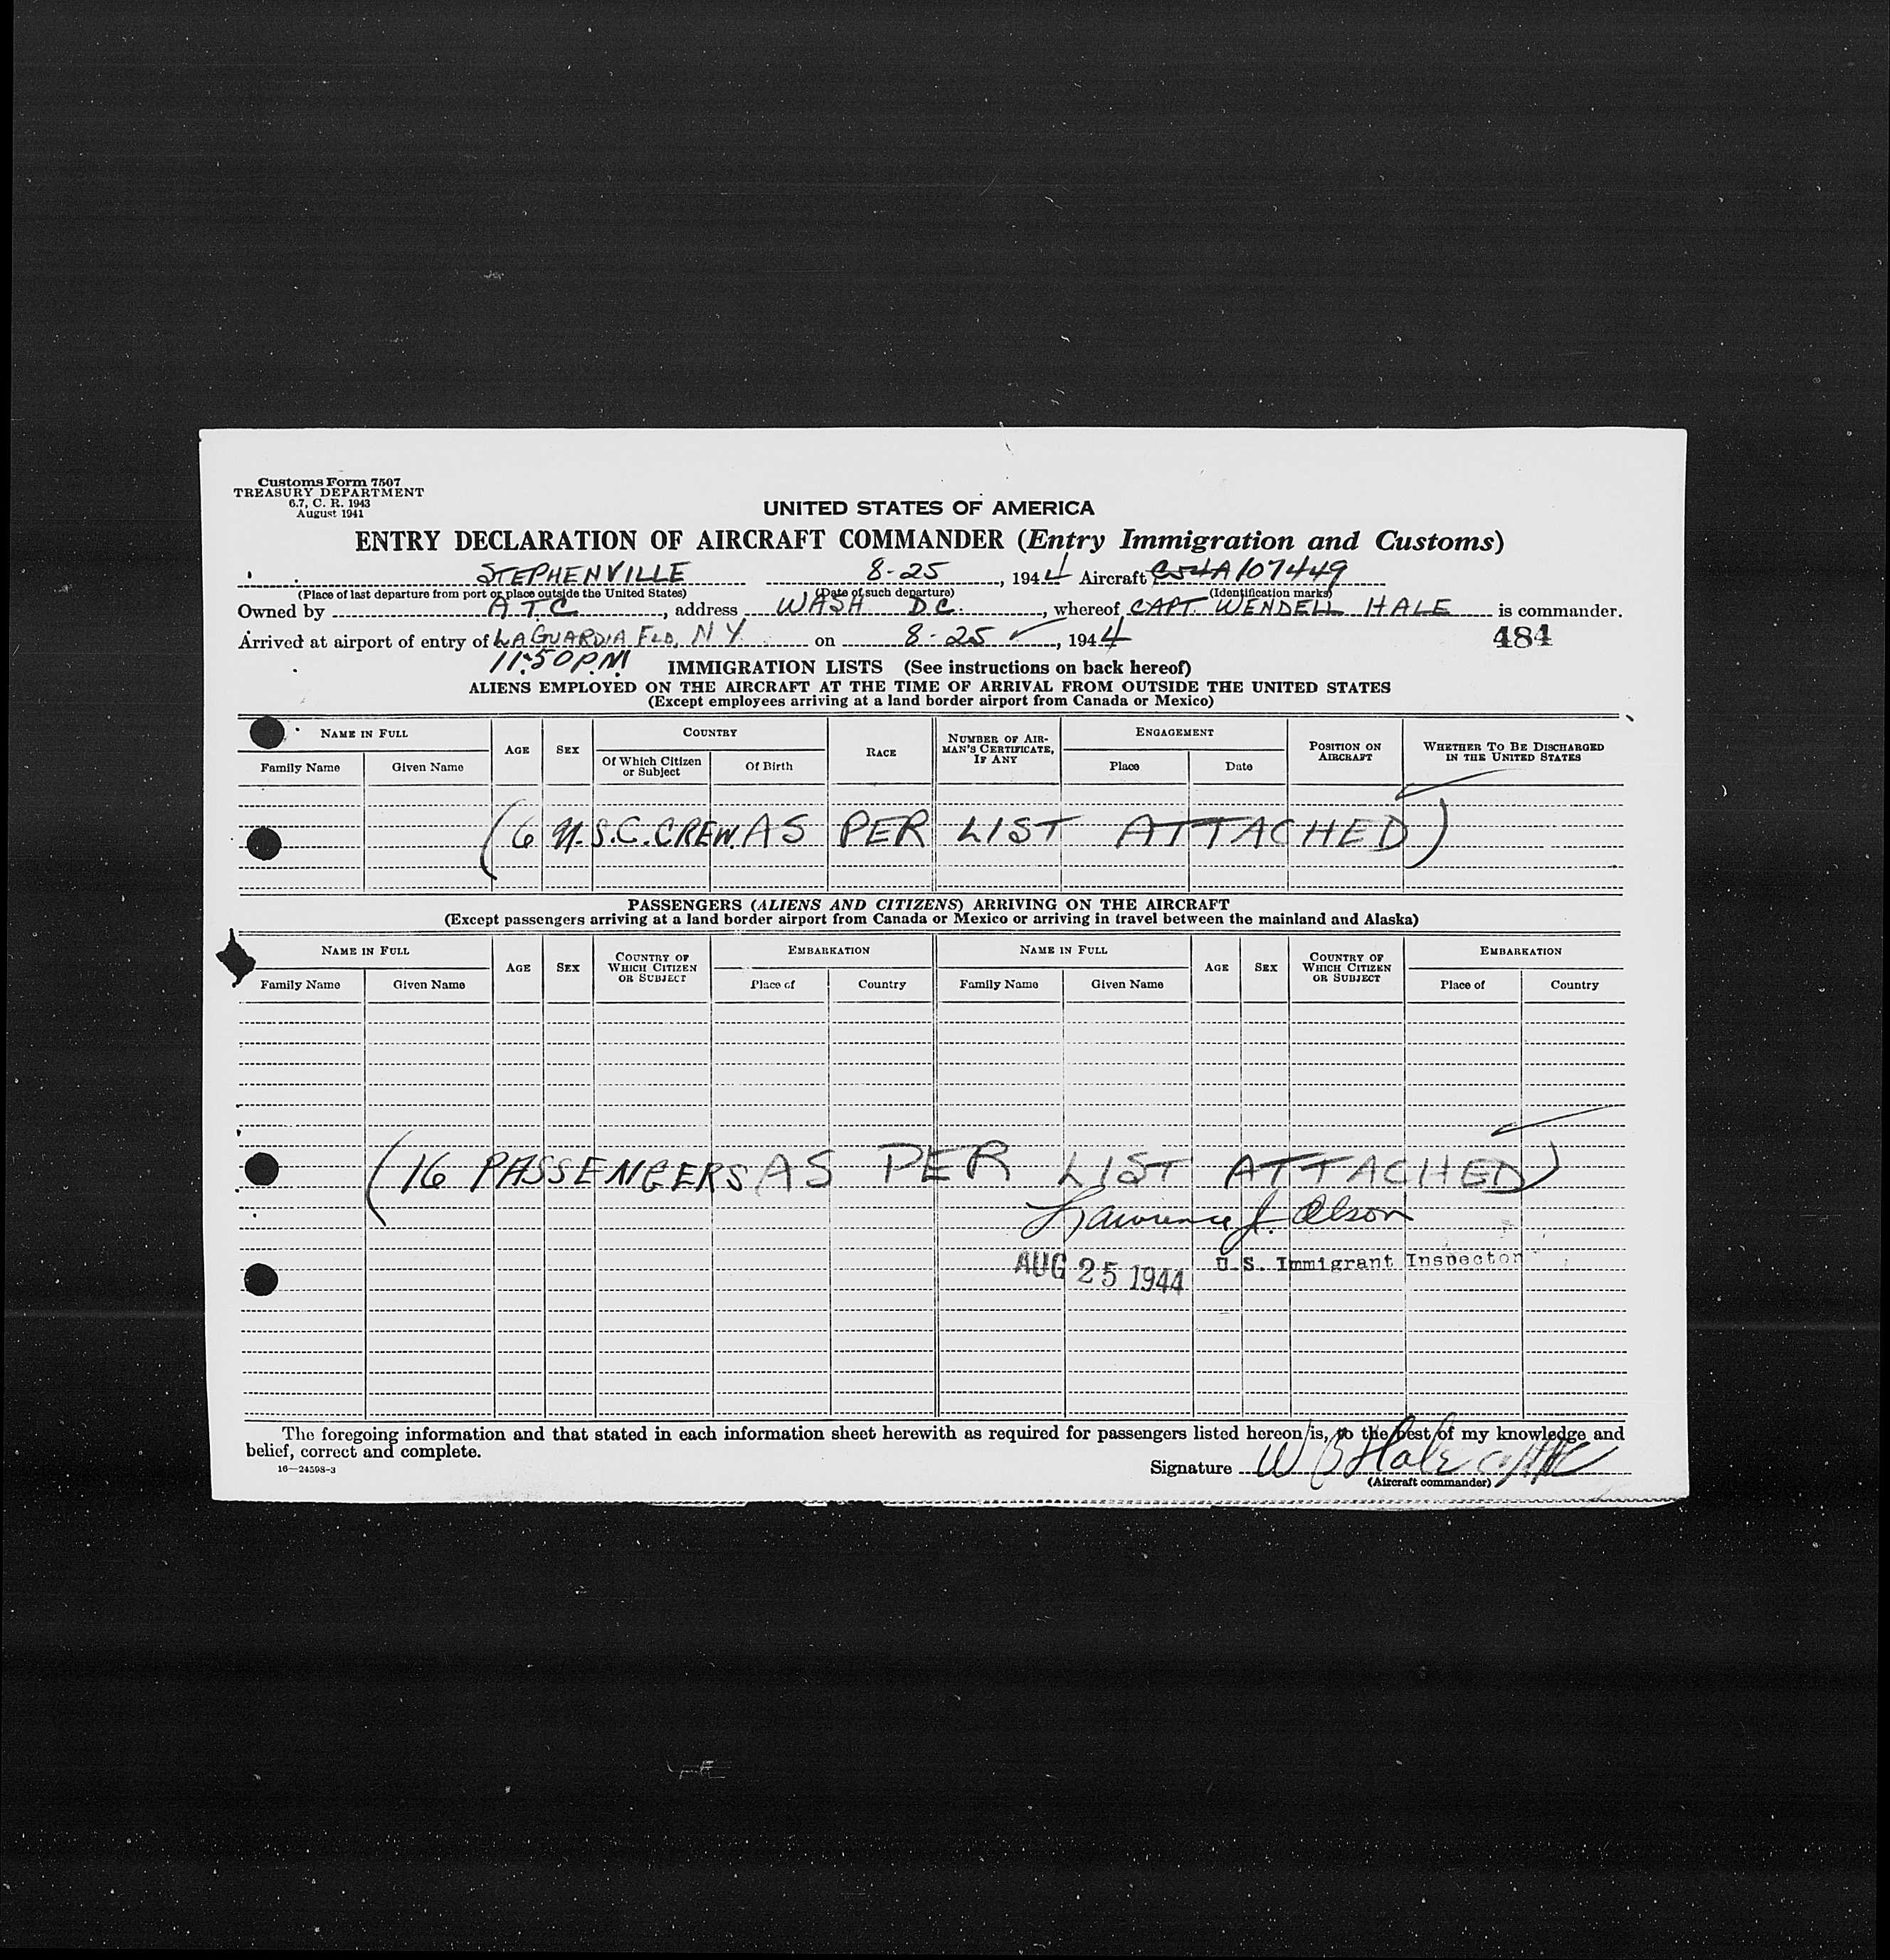 Customs Form 7507
TREASURY DEPARTMENT
6.7, C. R. 1943
August 1941
UNITED STATES OF AMERICA
ENTRY DECLARATION OF AIRCRAFT COMMANDER (Entry Immigration and Customs)
STEPHENVILLE 8-25, 1944 Aircraft C54A 107449
(Place of last departure from port or place outside the United States) (Date of such departure) (Identification marks)
Owned by A T C, address WASH D C., whereof CAPT. WENDELL HALE is commander.
Arrived at airport of entry of LAGUARDIA FLD, N Y. on 8-25, 1944 484
11:50 P.M. IMMIGRATION LISTS (See instructions on back hereof)
ALIENS EMPLOYED ON THE AIRCRAFT AT THE TIME OF ARRIVAL FROM OUTSIDE THE UNITED STATES
(Except employees arriving at a land border airport from Canada or Mexico)
NAME IN FULL AGE SEX COUNTRY RACE NUMBER OF AIRMAN'S CERTIFICATE, IF ANY ENGAGEMENT POSITION ON AIRCRAFT WHETHER TO BE DISCHARGED IN THE UNITED STATES
Family Name Given Name Of Which Citizen or Subject Of Birth Place Date
(6 U.S.C. CREW. AS PER LIST ATTACHED)
PASSENGERS (ALIENS AND CITIZENS) ARRIVING ON THE AIRCRAFT
(Except passengers arriving at a land border airport from Canada or Mexico or arriving in travel between the mainland and Alaska)
NAME IN FULL AGE SEX COUNTRY OF WHICH CITIZEN OR SUBJECT EMBARKATION NAME IN FULL AGE SEX COUNTRY OF WHICH CITIZEN OR SUBJECT EMBARKATION
Family Name Given Name Place of Country Family Name Given Name Place of Country
(16 PASSENGERS AS PER LIST ATTACHED)
Lawrence J. Olson
AUG 25 1944 U.S. Immigrant Inspector
The foregoing information and that stated in each information sheet herewith as required for passengers listed hereon is, to the best of my knowledge and
belief, correct and complete.
16—24598-3
Signature W B Hale
(Aircraft commander)